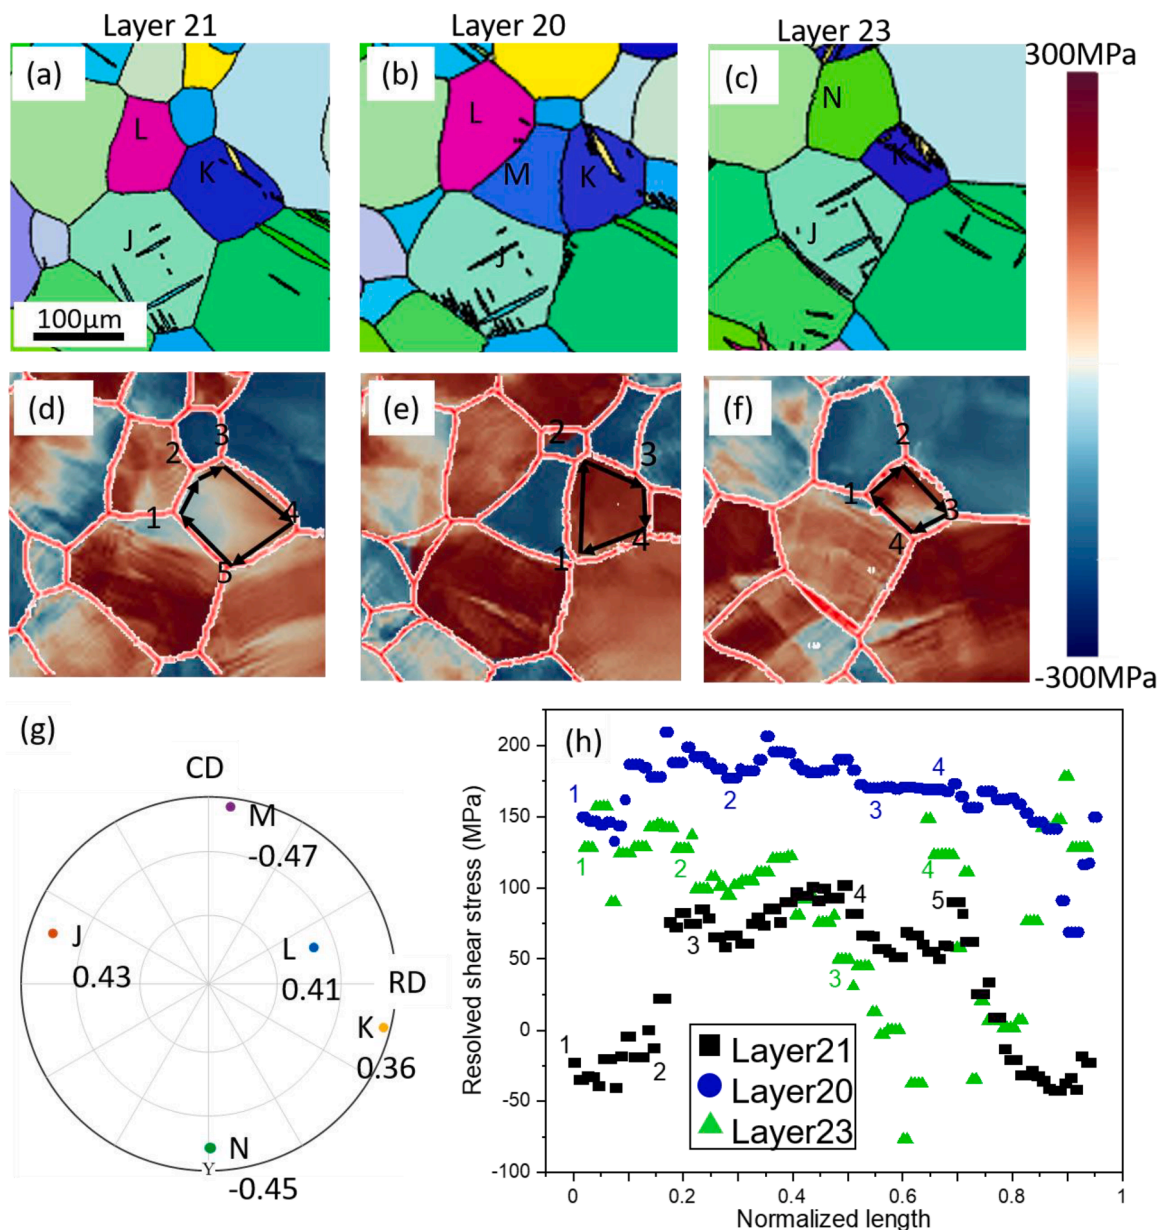 Layer 21
Layer 20
Layer 23
300MPa
(a)
(b)
(c)
L
K
J
100μm
L
M
K
J
N
K
J
(d)
(e)
(f)
1
2
3
4
5
1
2
3
4
1
2
3
4
-300MPa
(g)
CD
M
-0.47
J
0.43
L
0.41
RD
K
0.36
N
-0.45
Y
(h)
Resolved shear stress (MPa)
200
150
100
50
0
-50
-100
1
2
3
4
1
2
3
4
1
2
3
4
5
Layer21
Layer20
Layer23
0
0.2
0.4
0.6
0.8
1
Normalized length